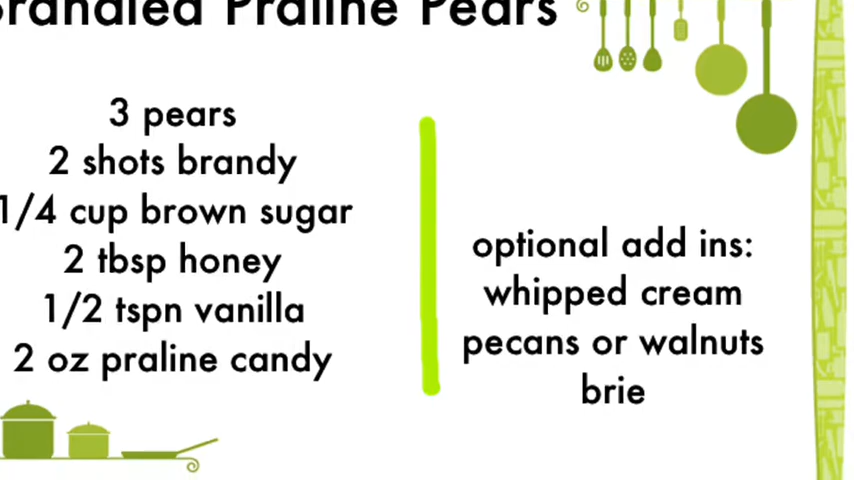 Brandied Praline Pears
3 pears
2 shots brandy
1/4 cup brown sugar
2 tbsp honey
1/2 tspn vanilla
2 oz praline candy
optional add ins:
whipped cream
pecans or walnuts
brie